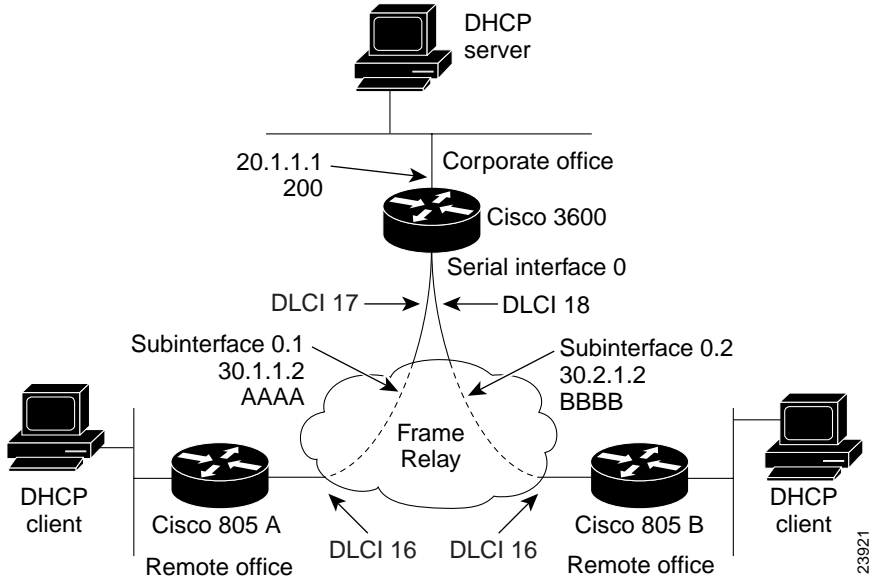 DHCP
server
20.1.1.1
200
Corporate office
Cisco 3600
Serial interface 0
DLCI 17
DLCI 18
Subinterface 0.1
30.1.1.2
AAAA
Subinterface 0.2
30.2.1.2
BBBB
Frame
Relay
DHCP
client
Cisco 805 A
Remote office
DLCI 16
DLCI 16
Cisco 805 B
Remote office
DHCP
client
23921